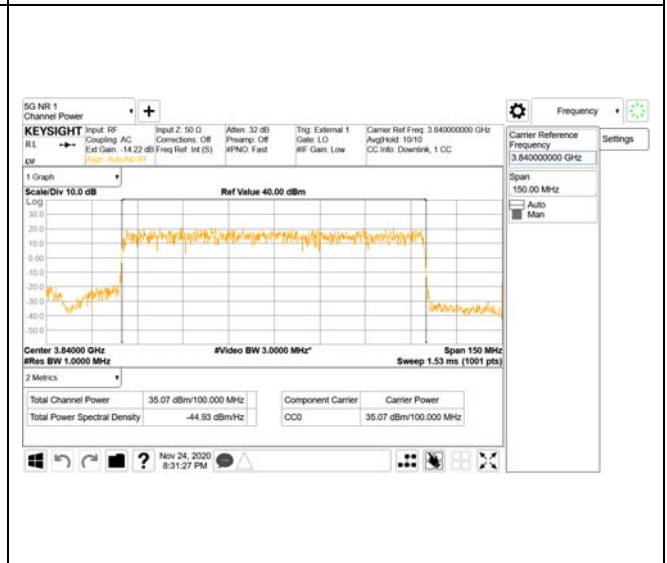 5G NR 1
Channel Power
+
Frequency
KEYSIGHT
RL
Input: RF
Coupling: AC
Ext Gain: -14.22 dB
Align: Auto/No RF
Input Z: 50 Ω
Corrections: Off
Freq Ref: Int (S)
Atten: 32 dB
Preamp: Off
#PNO: Fast
Trig: External 1
Gate: LO
#IF Gain: Low
Carrier Ref Freq: 3.840000000 GHz
Avg|Hold: 10/10
CC Info: Downlink, 1 CC
Carrier Reference
Frequency
3.840000000 GHz
Settings
Span
150.00 MHz
Auto
Man
1 Graph
Scale/Div 10.0 dB
Ref Value 40.00 dBm
Log
30.0
20.0
10.0
0.00
-10.0
-20.0
-30.0
-40.0
-50.0
Center 3.84000 GHz
#Video BW 3.0000 MHz*
Span 150 MHz
#Res BW 1.0000 MHz
Sweep 1.53 ms (1001 pts)
2 Metrics
Total Channel Power 35.07 dBm/100.000 MHz
Total Power Spectral Density -44.93 dBm/Hz
Component Carrier Carrier Power
CC0 35.07 dBm/100.000 MHz
?
Nov 24, 2020
8:31:27 PM